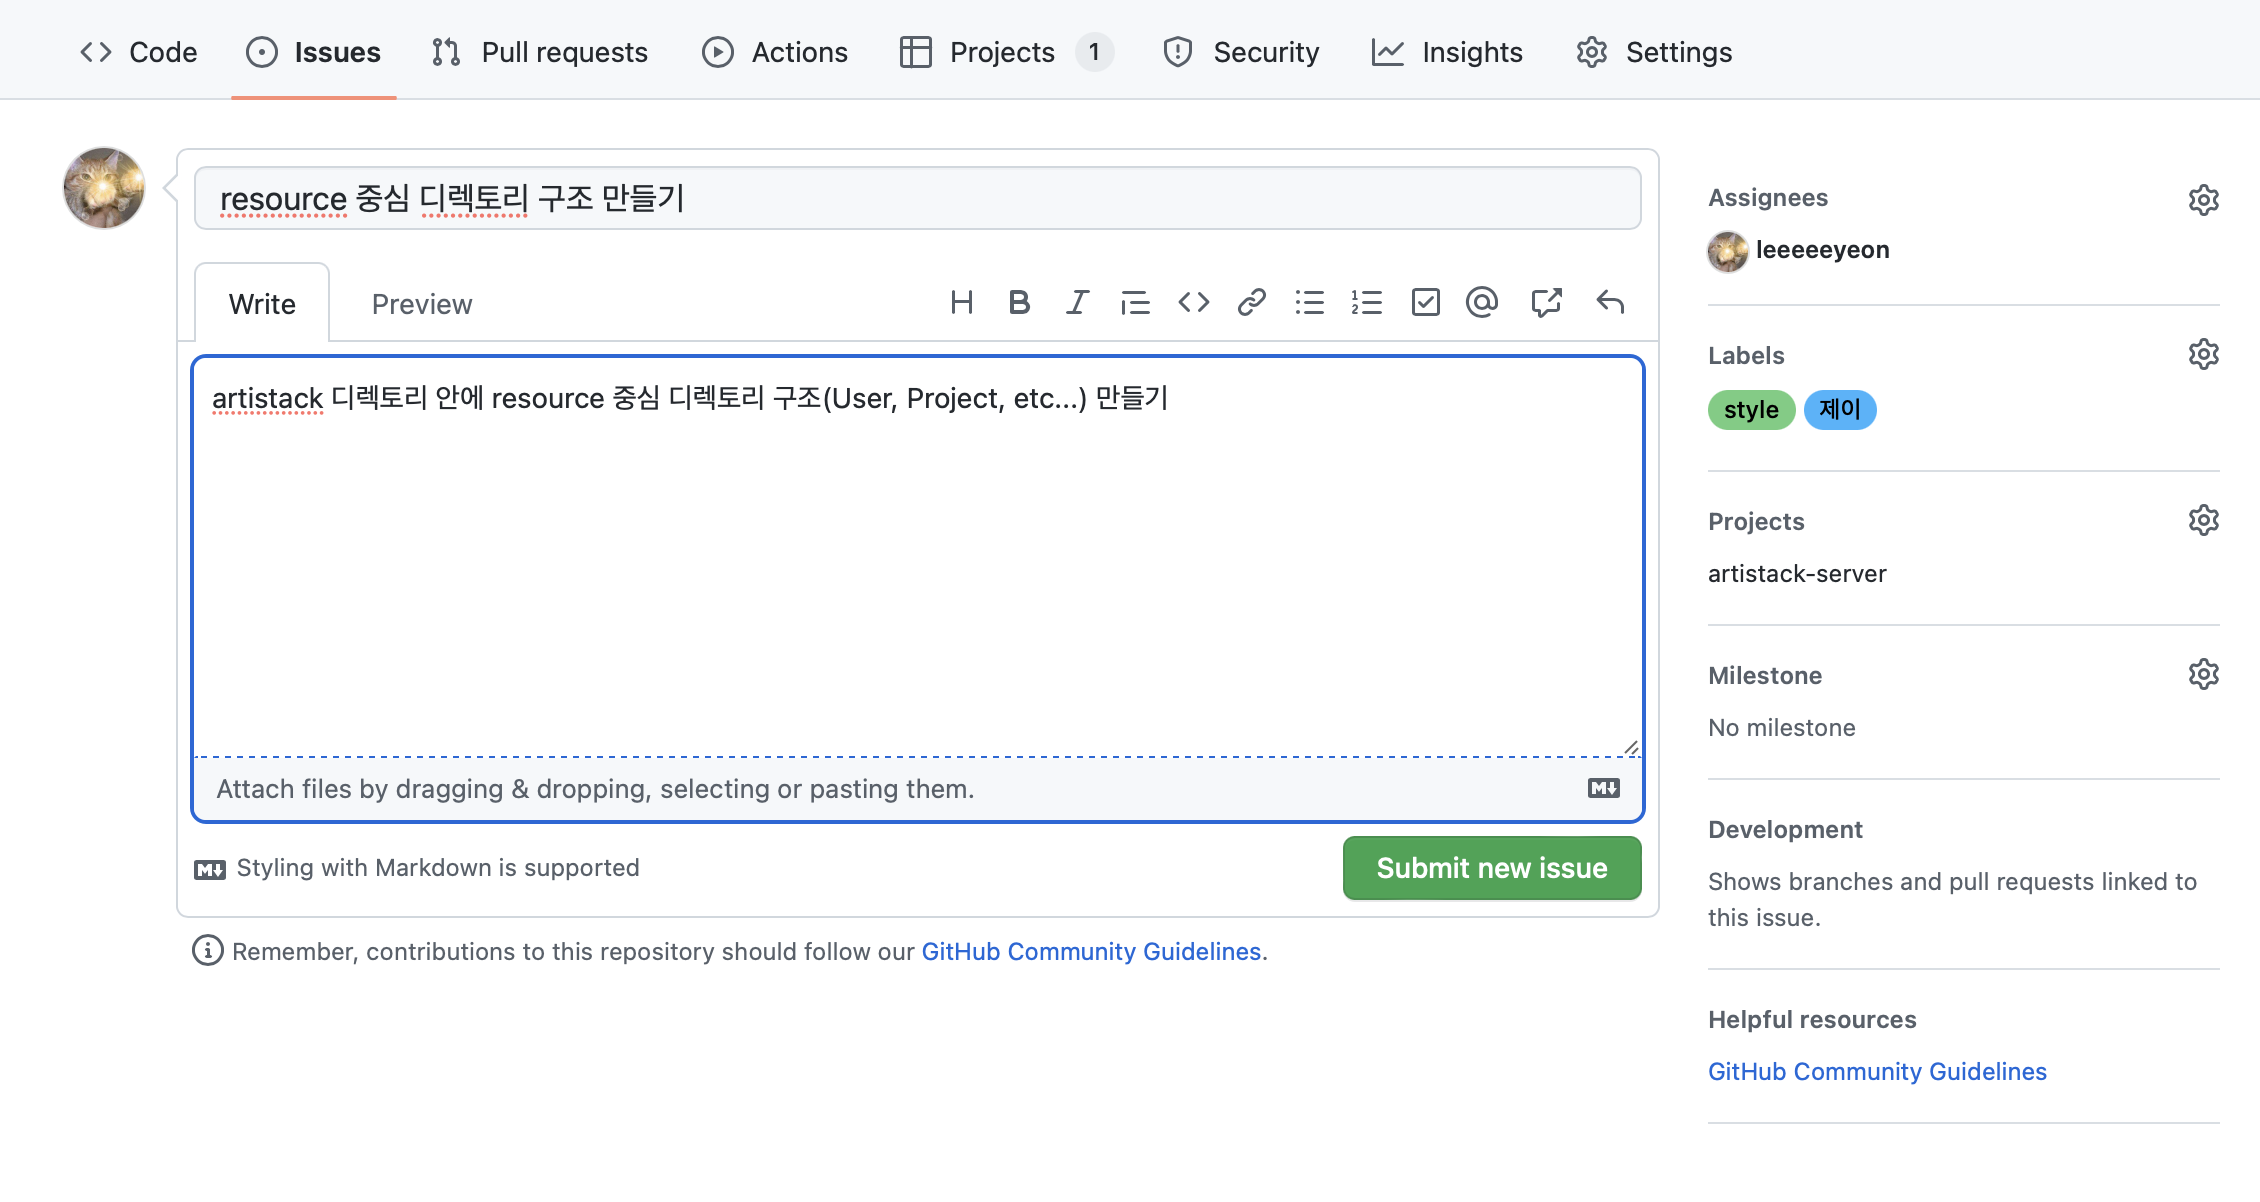 Code Issues Pull requests Actions Projects 1 Security Insights Settings
resource 중심 디렉토리 구조 만들기
Write Preview
artistack 디렉토리 안에 resource 중심 디렉토리 구조(User, Project, etc...) 만들기
Attach files by dragging & dropping, selecting or pasting them.
Styling with Markdown is supported
Submit new issue
Remember, contributions to this repository should follow our GitHub Community Guidelines.
Assignees
leeeeeyeon
Labels
style 제이
Projects
artistack-server
Milestone
No milestone
Development
Shows branches and pull requests linked to
this issue.
Helpful resources
GitHub Community Guidelines